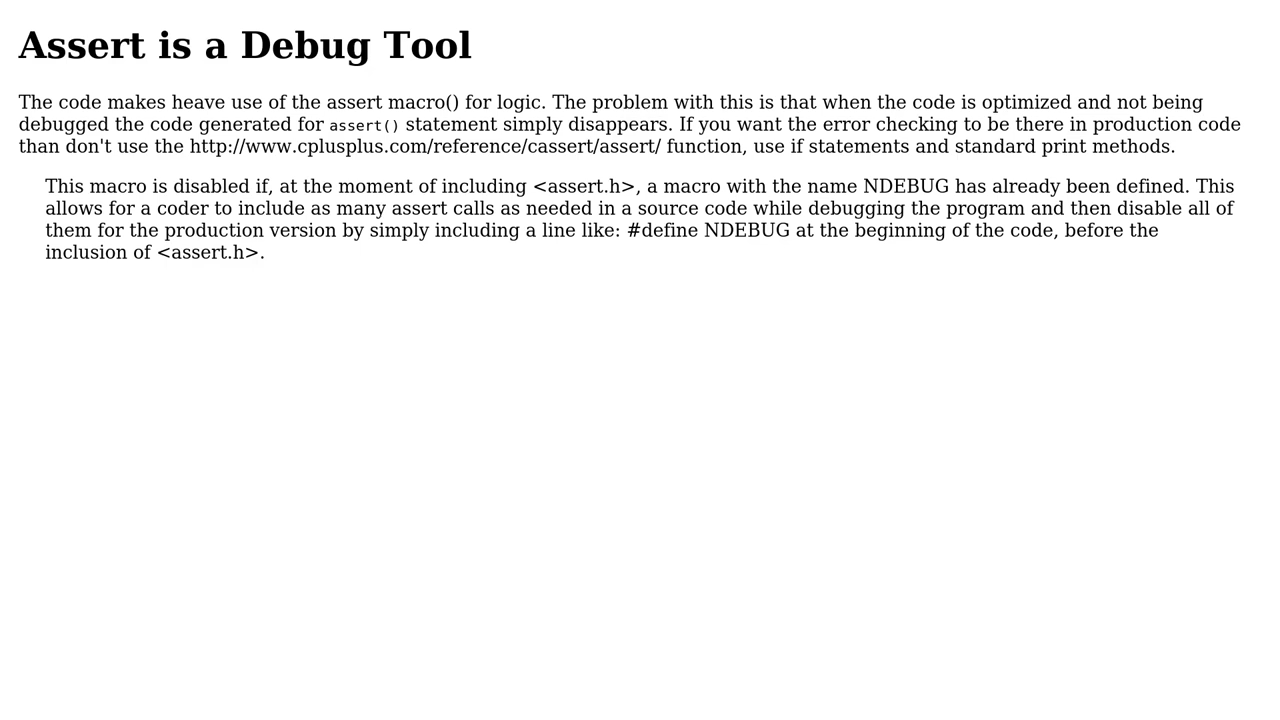 Assert is a Debug Tool
The code makes heave use of the assert macro() for logic. The problem with this is that when the code is optimized and not being
debugged the code generated for assert() statement simply disappears. If you want the error checking to be there in production code
than don't use the http://www.cplusplus.com/reference/cassert/assert/ function, use if statements and standard print methods.
This macro is disabled if, at the moment of including <assert.h>, a macro with the name NDEBUG has already been defined. This
allows for a coder to include as many assert calls as needed in a source code while debugging the program and then disable all of
them for the production version by simply including a line like: #define NDEBUG at the beginning of the code, before the
inclusion of <assert.h>.